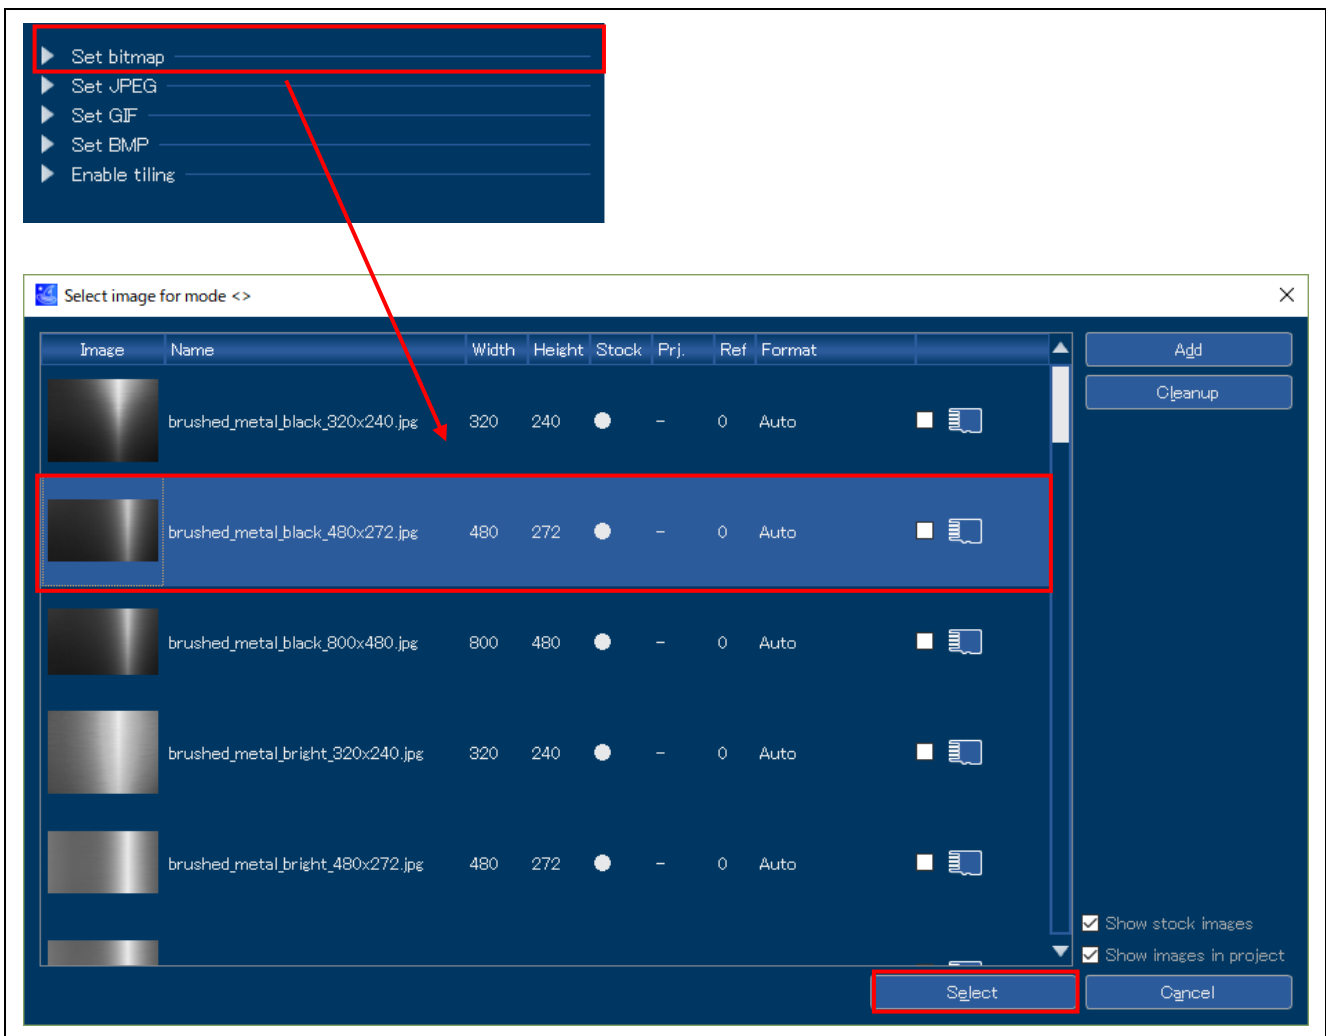 Set bitmap
Set JPEG
Set GIF
Set BMP
Enable tiling
Select image for mode <>
Image Name Width Height Stock Prj. Ref Format
Add
Cleanup
brushed_metal_black_320x240.jpg 320 240 - 0 Auto
brushed_metal_black_480x272.jpg 480 272 - 0 Auto
brushed_metal_black_800x480.jpg 800 480 - 0 Auto
brushed_metal_bright_320x240.jpg 320 240 - 0 Auto
brushed_metal_bright_480x272.jpg 480 272 - 0 Auto
Show stock images
Show images in project
Select
Cancel